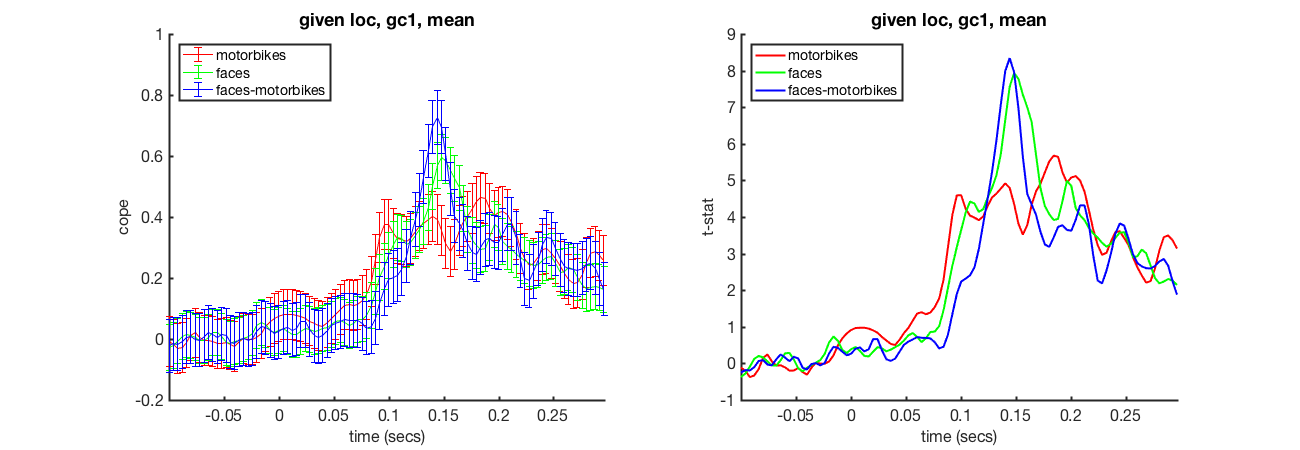 given loc, gc1, mean
motorbikes
faces
faces-motorbikes
1
0.8
0.6
0.4
0.2
0
-0.2
cope
-0.05
0
0.05
0.1
0.15
0.2
0.25
time (secs)
given loc, gc1, mean
motorbikes
faces
faces-motorbikes
9
8
7
6
5
4
3
2
1
0
-1
t-stat
-0.05
0
0.05
0.1
0.15
0.2
0.25
time (secs)